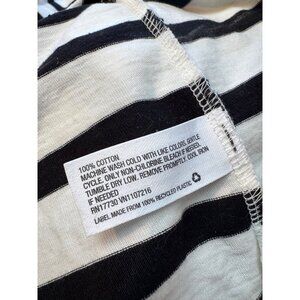 100% COTTON
MACHINE WASH COLD WITH LIKE COLORS GENTLE
CYCLE. ONLY NON-CHLORINE BLEACH IF NEEDED.
TUMBLE DRY LOW. REMOVE PROMPTLY. COOL IRON
IF NEEDED
RN17730 VN1107216
LABEL MADE FROM 100% RECYCLED PLASTIC